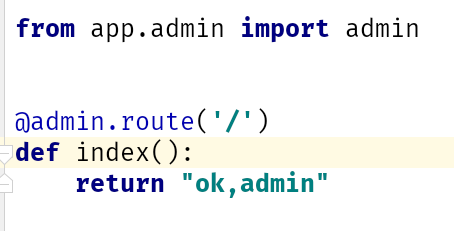 from app.admin import admin
@admin.route('/')
def index():
    return "ok,admin"